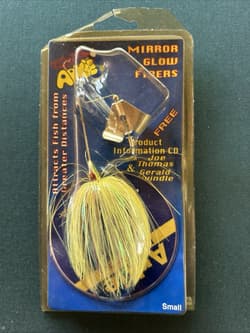 MIRROR
GLOW
FIBERS
Attracts Fish from
Greater Distances
FREE
Product
Information CD
Joe
Thomas
& Gerald
Swindle
Small